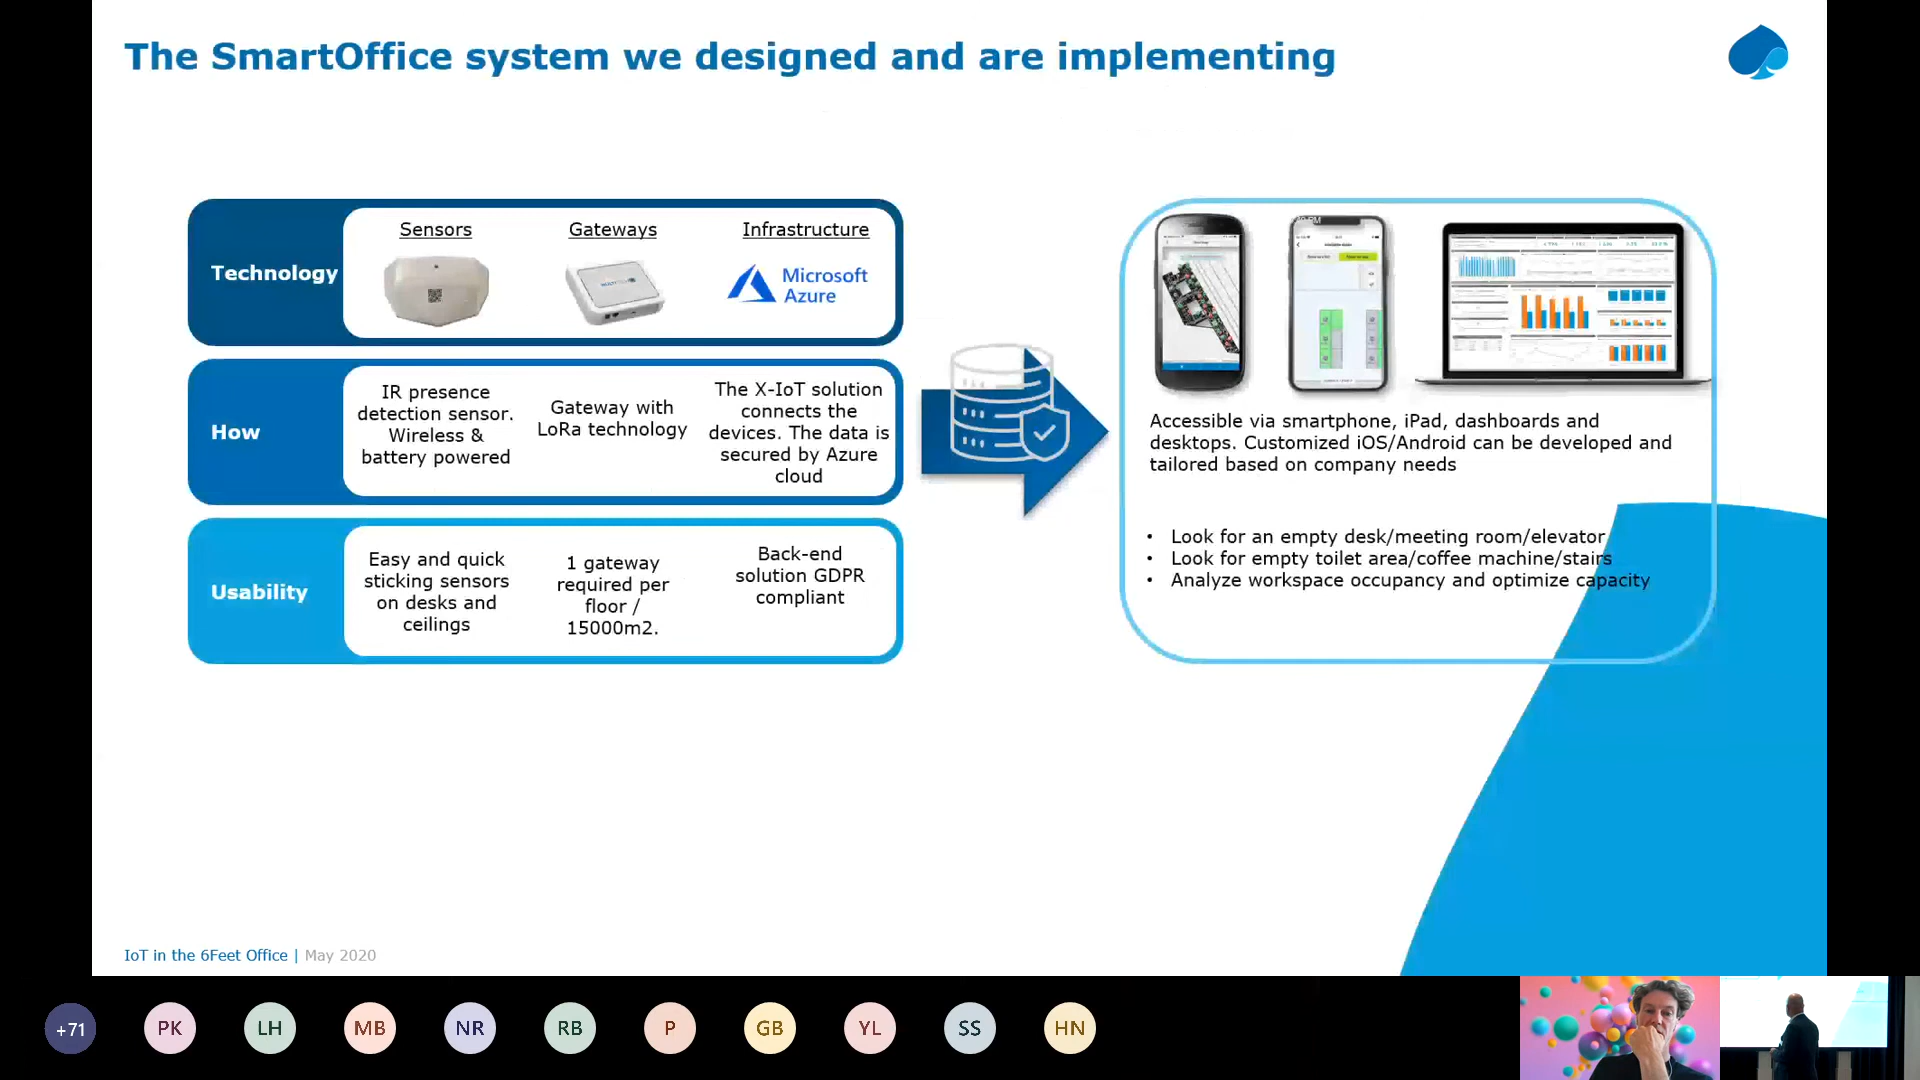 The SmartOffice system we designed and are implementing
Technology
Sensors
Gateways
Infrastructure
Microsoft
Azure
How
IR presence
detection sensor.
Wireless &
battery powered
Gateway with
LoRa technology
The X-IoT solution
connects the
devices. The data is
secured by Azure
cloud
Usability
Easy and quick
sticking sensors
on desks and
ceilings
1 gateway
required per
floor /
15000m2.
Back-end
solution GDPR
compliant
Accessible via smartphone, iPad, dashboards and
desktops. Customized iOS/Android can be developed and
tailored based on company needs
• Look for an empty desk/meeting room/elevator
• Look for empty toilet area/coffee machine/stairs
• Analyze workspace occupancy and optimize capacity
IoT in the 6Feet Office | May 2020
+71
PK
LH
MB
NR
RB
P
GB
YL
SS
HN